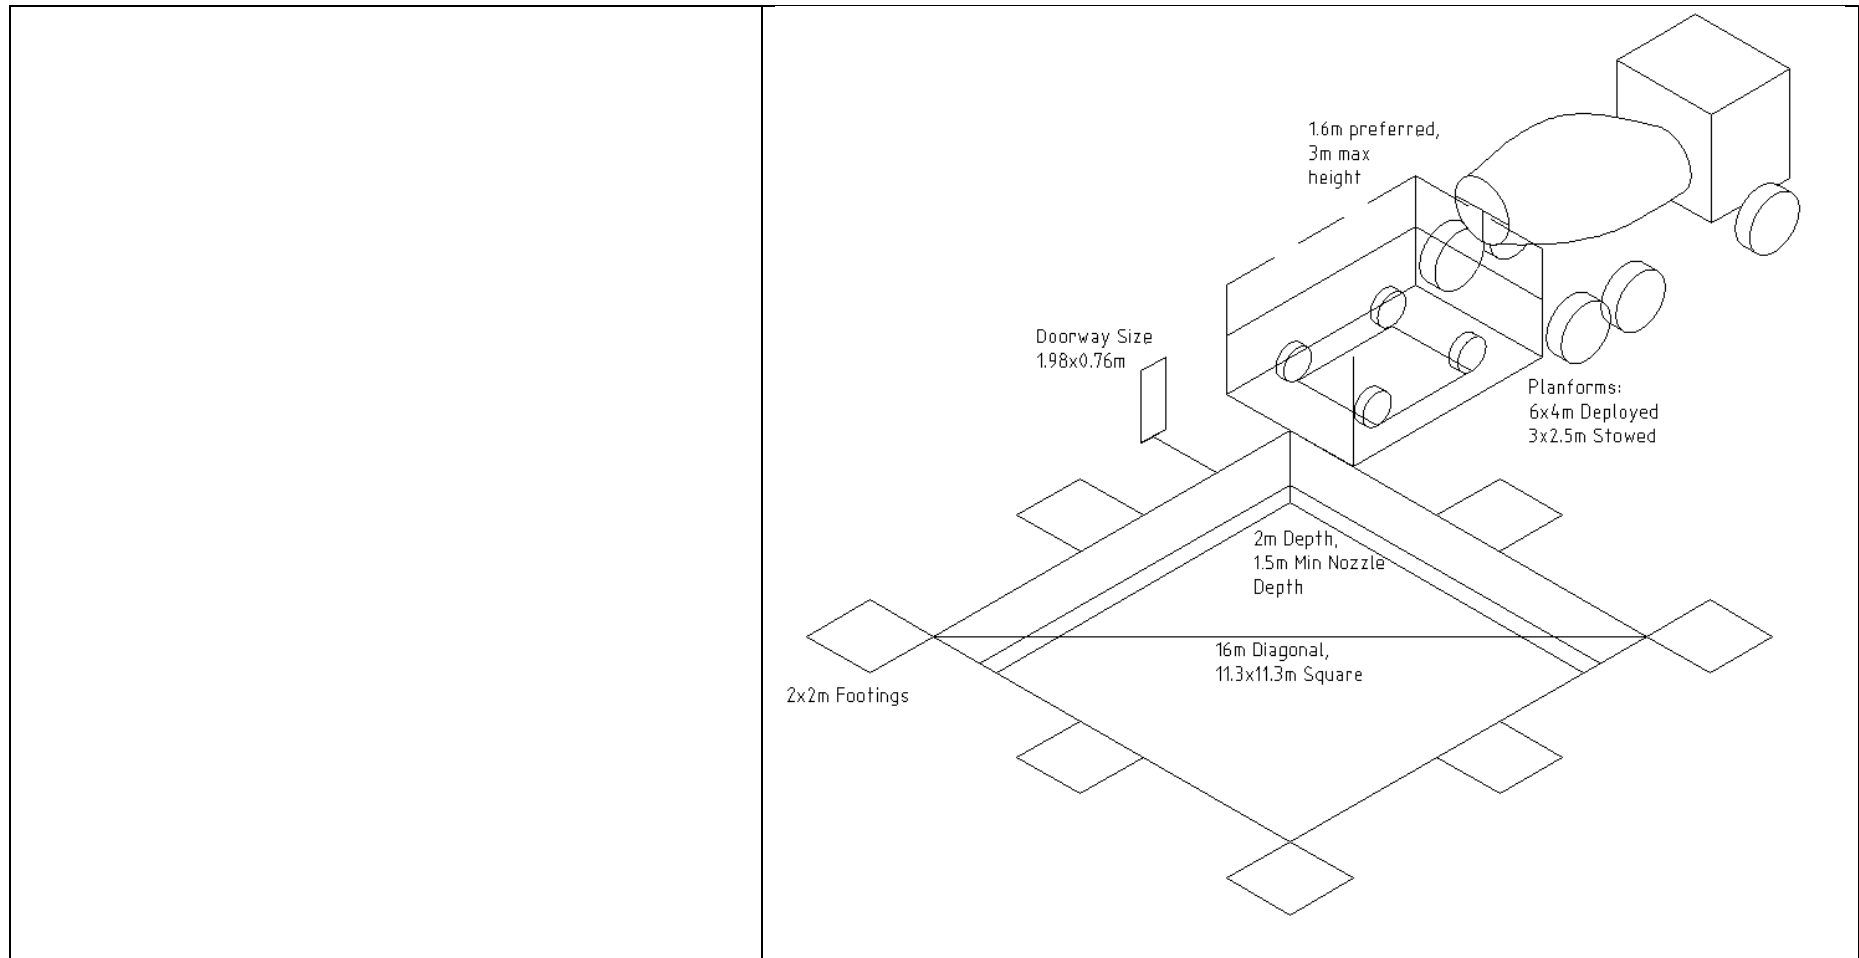 1.6m preferred,
3m max
height
Doorway Size
1.98x0.76m
Planforms:
6x4m Deployed
3x2.5m Stowed
2m Depth,
1.5m Min Nozzle
Depth
16m Diagonal,
11.3x11.3m Square
2x2m Footings